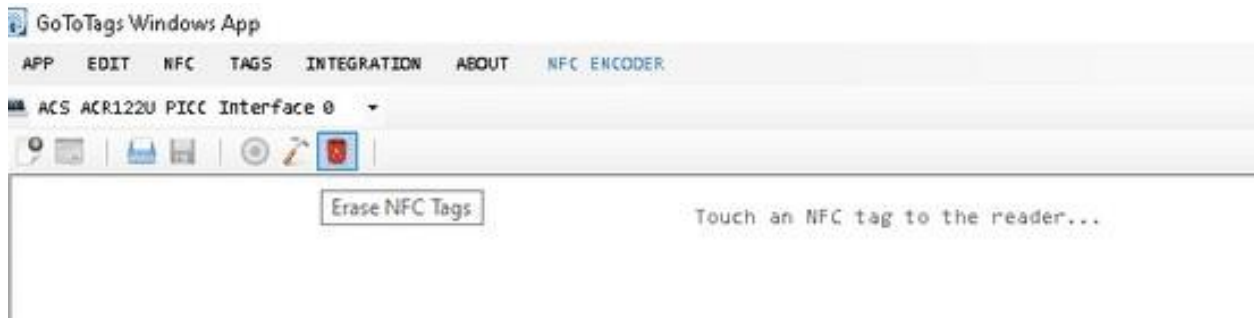 GoToTags Windows App
APP EDIT NFC TAGS INTEGRATION ABOUT NFC ENCODER
ACS ACR122U PICC Interface 0
Erase NFC Tags
Touch an NFC tag to the reader...